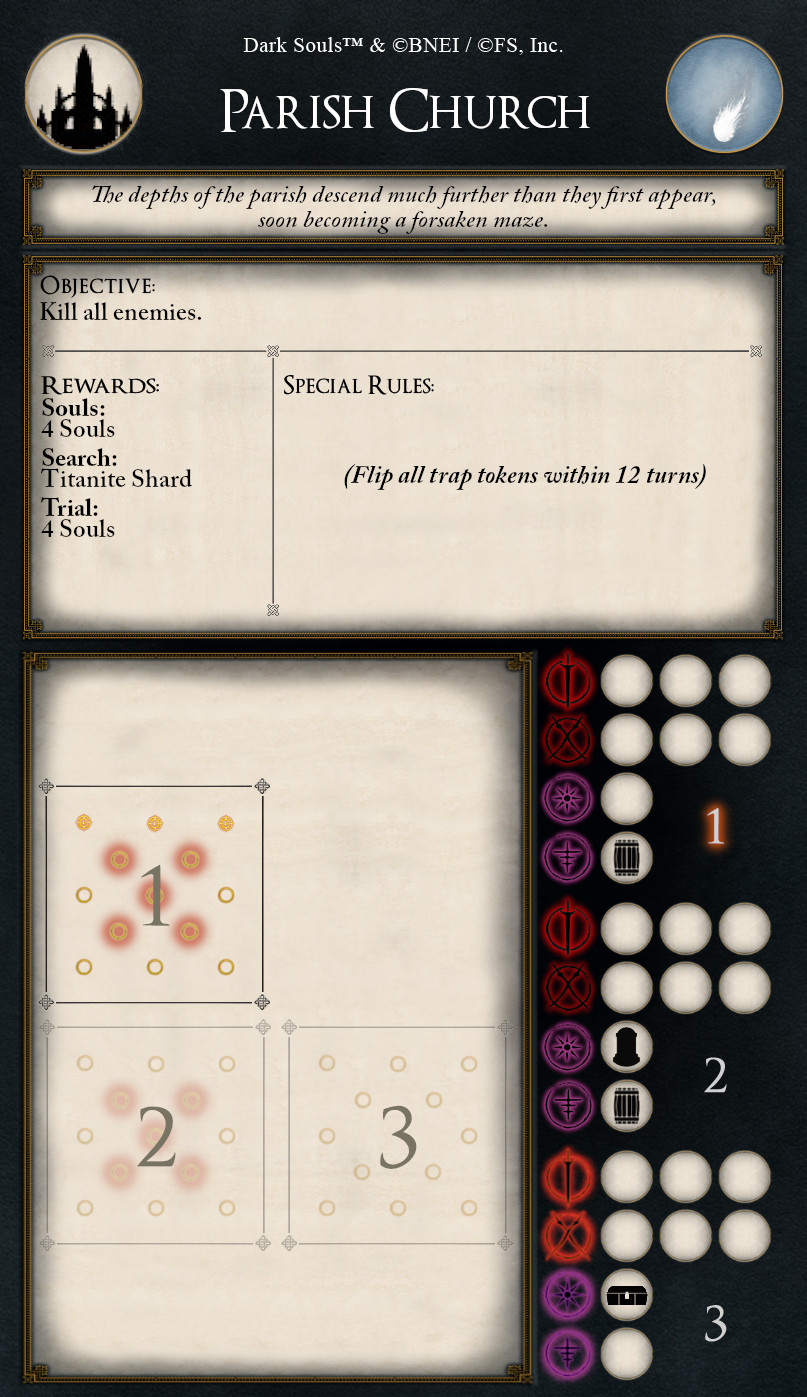 Dark Souls™ & ©BNEI / ©FS, Inc.
Parish Church
The depths of the parish descend much further than they first appear,
soon becoming a forsaken maze.
Objective:
Kill all enemies.
Rewards:
Souls:
4 Souls
Search:
Titanite Shard
Trial:
4 Souls
Special Rules:
(Flip all trap tokens within 12 turns)
1
2
3
1
2
3